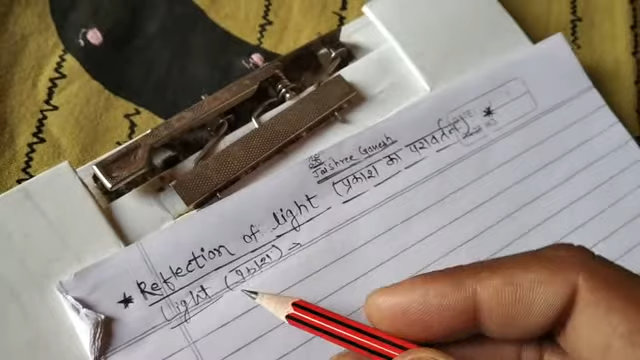 Jai Shree Ganesh
* Reflection of light (प्रकाश का परावर्तन) *
Light (प्रकाश) →